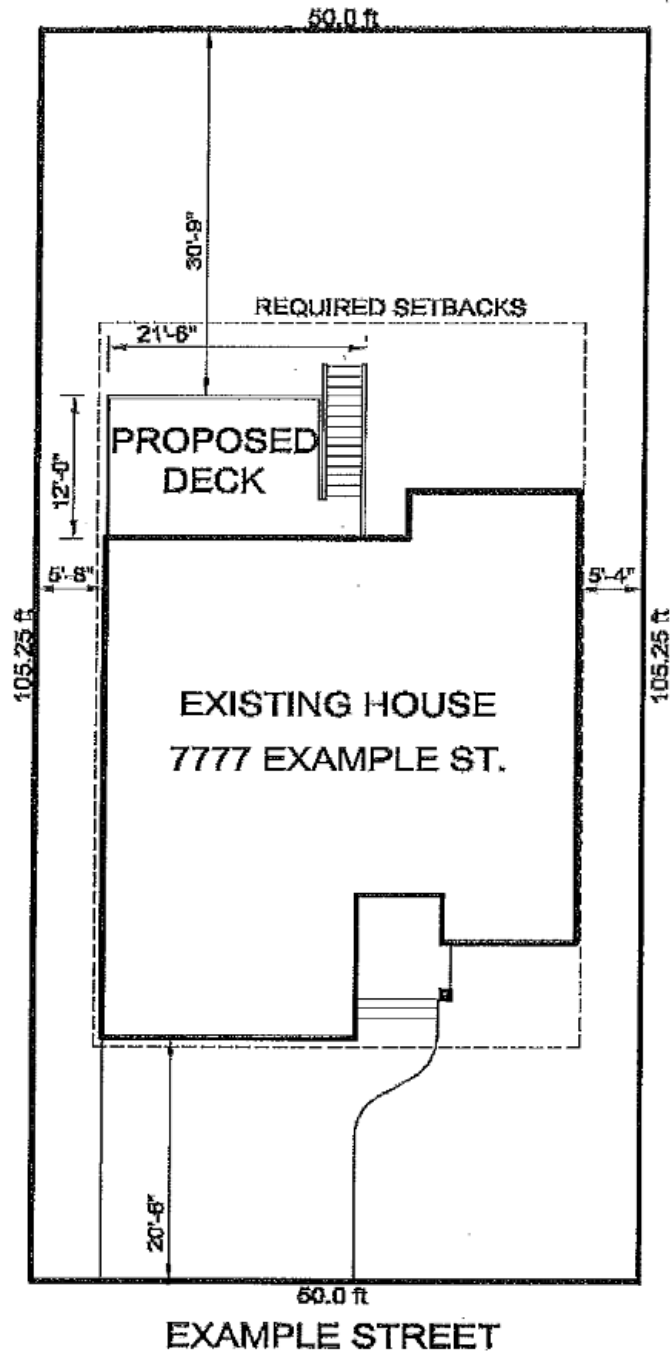 50.0 ft
30'-9"
REQUIRED SETBACKS
21'-6"
PROPOSED
DECK
12'-0"
5'-8"
5'-4"
105.25 ft
105.25 ft
EXISTING HOUSE
7777 EXAMPLE ST.
20'-6"
50.0 ft
EXAMPLE STREET